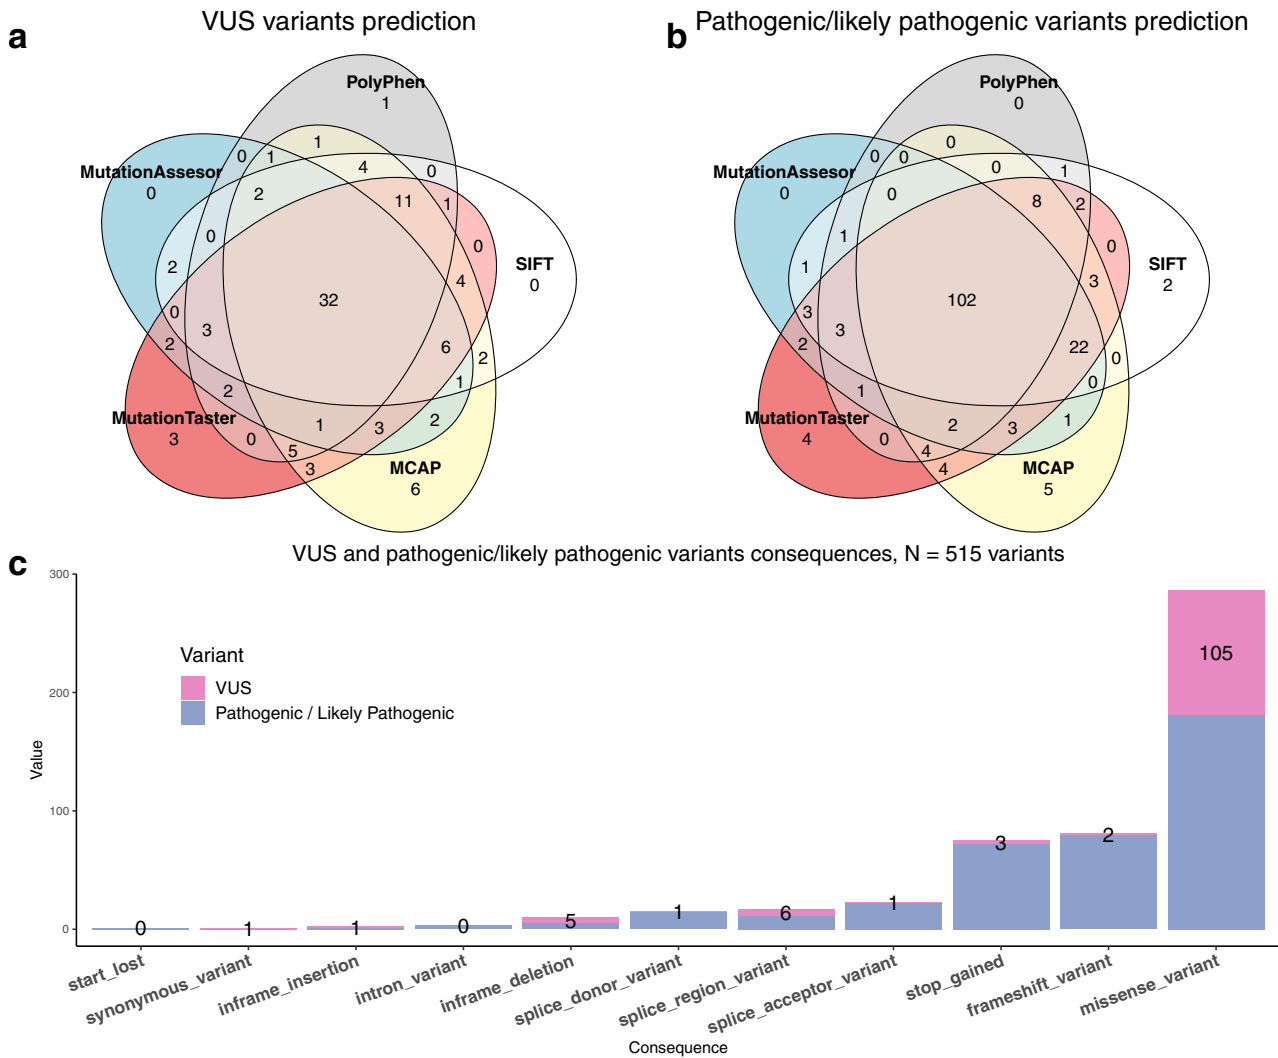 a
VUS variants prediction
b
Pathogenic/likely pathogenic variants prediction
PolyPhen
1
MutationAssesor
0
SIFT
0
MutationTaster
3
MCAP
6
0
1
1
4
0
2
11
1
0
0
2
4
32
0
3
2
6
2
1
2
1
3
2
0
5
3
PolyPhen
0
MutationAssesor
0
SIFT
2
MutationTaster
4
MCAP
5
0
0
0
0
1
0
8
2
1
0
1
3
102
3
3
2
22
0
0
1
2
3
1
0
4
4
c
VUS and pathogenic/likely pathogenic variants consequences, N = 515 variants
300
200
100
0
Value
Variant
VUS
Pathogenic / Likely Pathogenic
0
1
1
0
5
1
6
1
3
2
105
start_lost
synonymous_variant
inframe_insertion
intron_variant
inframe_deletion
splice_donor_variant
splice_region_variant
splice_acceptor_variant
stop_gained
frameshift_variant
missense_variant
Consequence